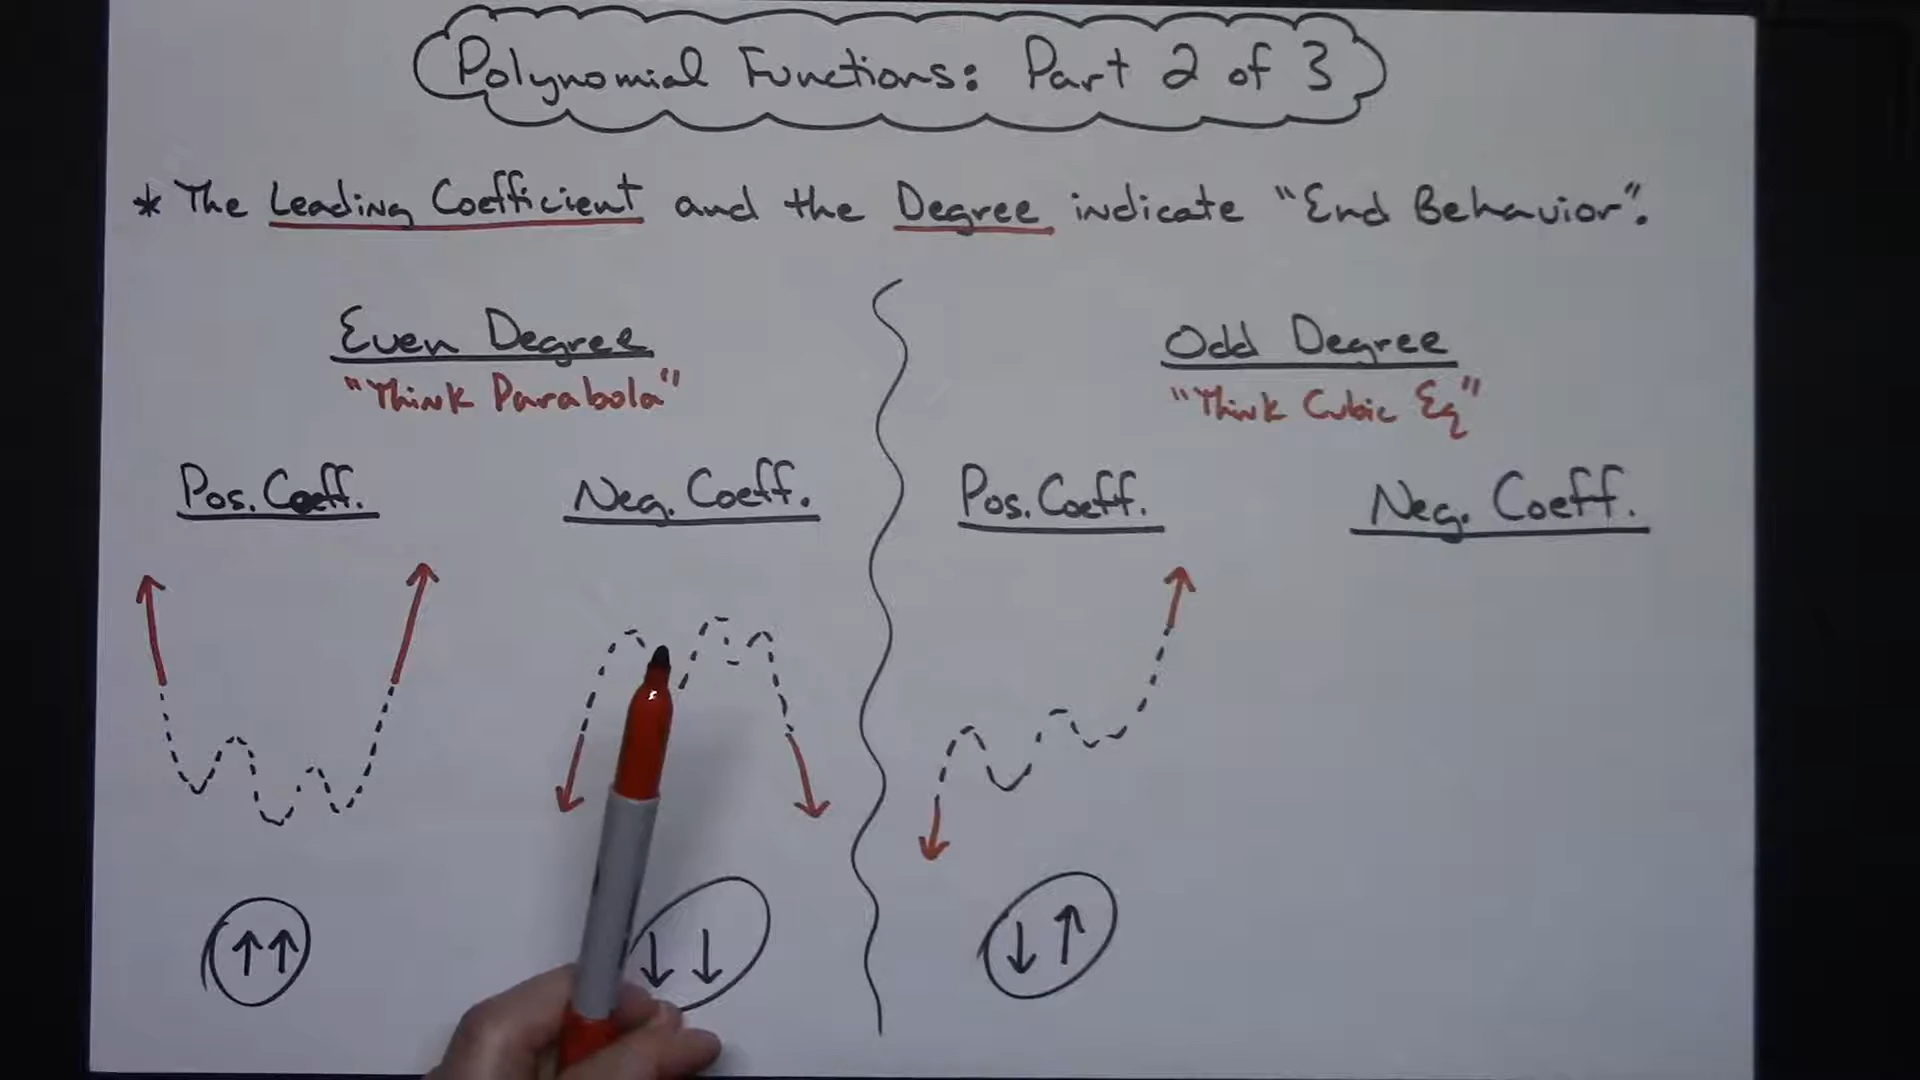 Polynomial Functions: Part 2 of 3
* The Leading Coefficient and the Degree indicate "End Behavior".
Even Degree
"Think Parabola"
Pos. Coeff.
Neg. Coeff.
↑↑
↓↓
Odd Degree
"Think Cubic Eq"
Pos. Coeff.
Neg. Coeff.
↓↑